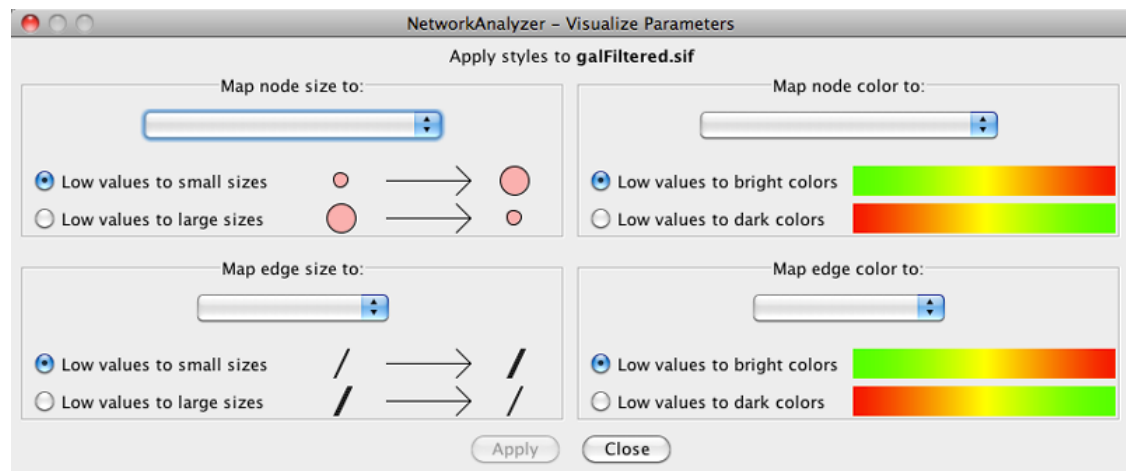 NetworkAnalyzer – Visualize Parameters
Apply styles to galFiltered.sif
Map node size to:
Low values to small sizes
Low values to large sizes
Map node color to:
Low values to bright colors
Low values to dark colors
Map edge size to:
Low values to small sizes
Low values to large sizes
Map edge color to:
Low values to bright colors
Low values to dark colors
Apply
Close